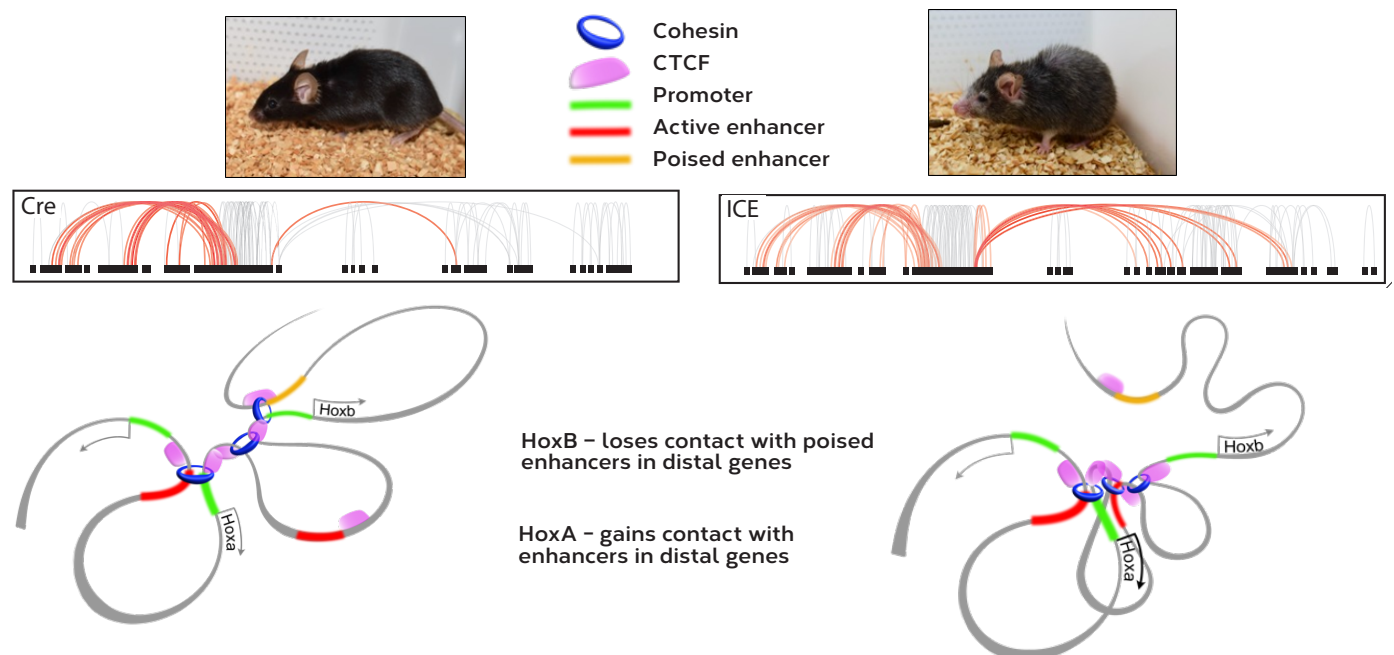 Cohesin
CTCF
Promoter
Active enhancer
Poised enhancer
Cre
ICE
Hoxb
Hoxa
HoxB – loses contact with poised
enhancers in distal genes
HoxA – gains contact with
enhancers in distal genes
Hoxb
Hoxa